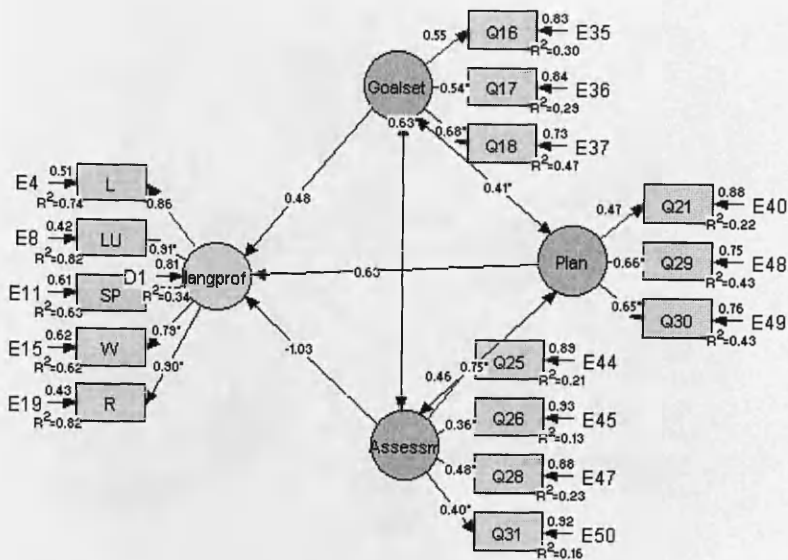 0.55 Q16 0.83 E35
R²=0.30
Goalset 0.54* Q17 0.84 E36
R²=0.29
0.63* 0.68* Q18 0.73 E37
R²=0.47
E4 0.51 L 0.86
R²=0.74
0.48
0.41*
0.47 Q21 0.88 E40
R²=0.22
E8 0.42 LU 0.91*
R²=0.82
D1 0.81 langprof
R²=0.34
0.63
Plan 0.66* Q29 0.75 E48
R²=0.43
E11 0.61 SP
R²=0.63
0.65* Q30 0.76 E49
R²=0.43
E15 0.62 W 0.79*
R²=0.62
-1.03
0.46 0.75* Q25 E44
R²=0.21
E19 0.43 R 0.90*
R²=0.82
0.36* Q26 0.93 E45
R²=0.13
Assessm 0.48* Q28 0.88 E47
R²=0.23
0.40* Q31 0.92 E50
R²=0.16